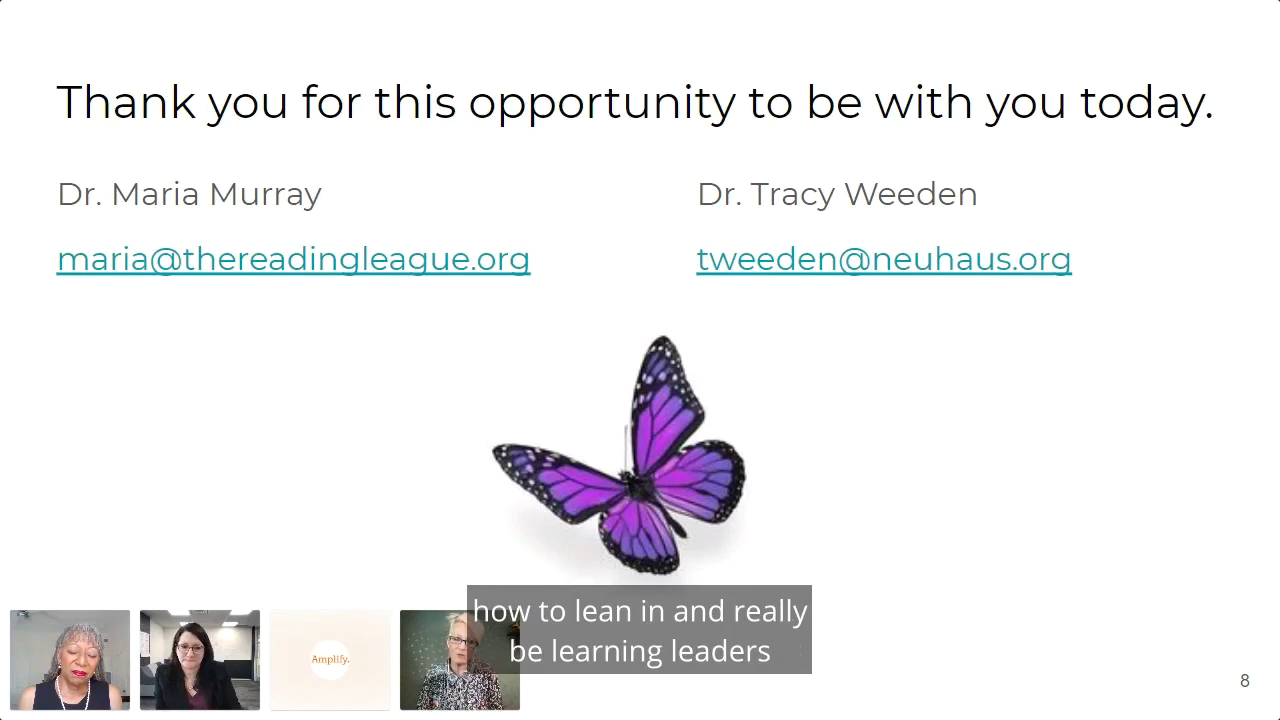 Thank you for this opportunity to be with you today.
Dr. Maria Murray
Dr. Tracy Weeden
maria@thereadingleague.org
tweeden@neuhaus.org
how to lean in and really
be learning leaders
Amplify.
8